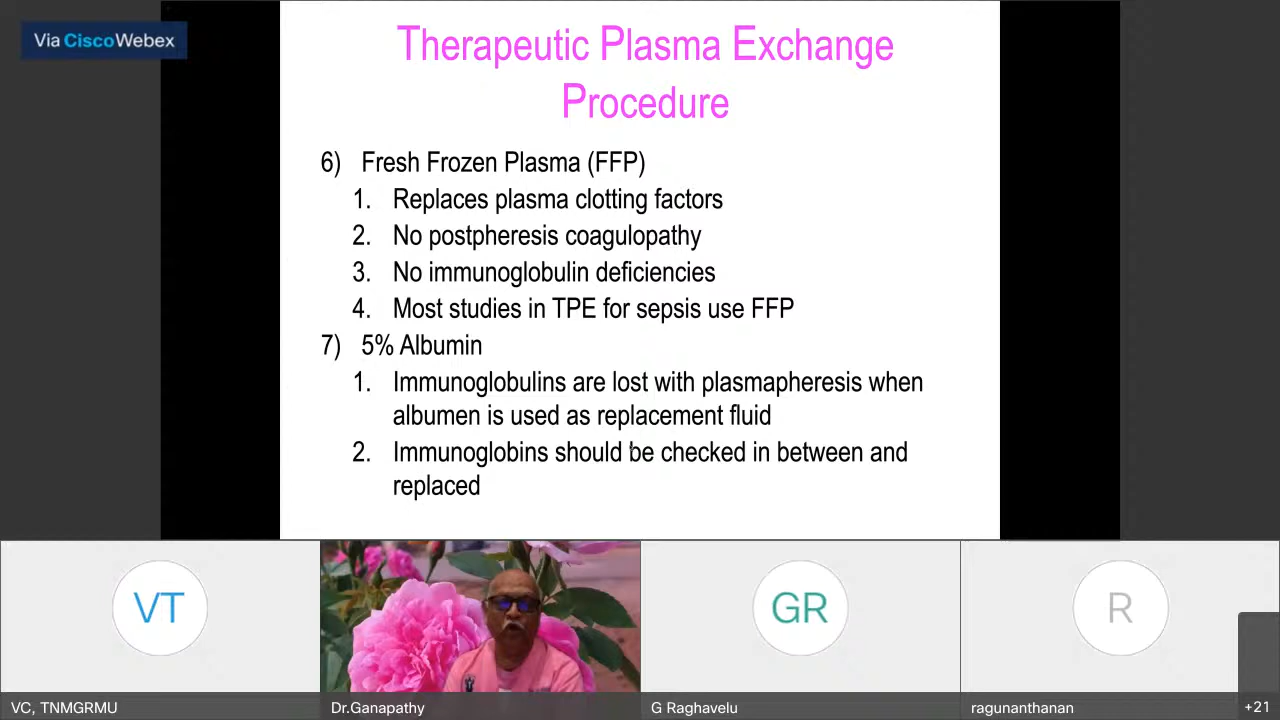 Via Cisco Webex
Therapeutic Plasma Exchange
Procedure
6) Fresh Frozen Plasma (FFP)
1. Replaces plasma clotting factors
2. No postpheresis coagulopathy
3. No immunoglobulin deficiencies
4. Most studies in TPE for sepsis use FFP
7) 5% Albumin
1. Immunoglobulins are lost with plasmapheresis when
albumen is used as replacement fluid
2. Immunoglobins should be checked in between and
replaced
VT
GR
R
VC, TNMGRMU
Dr.Ganapathy
G Raghavelu
ragunanthanan
+21